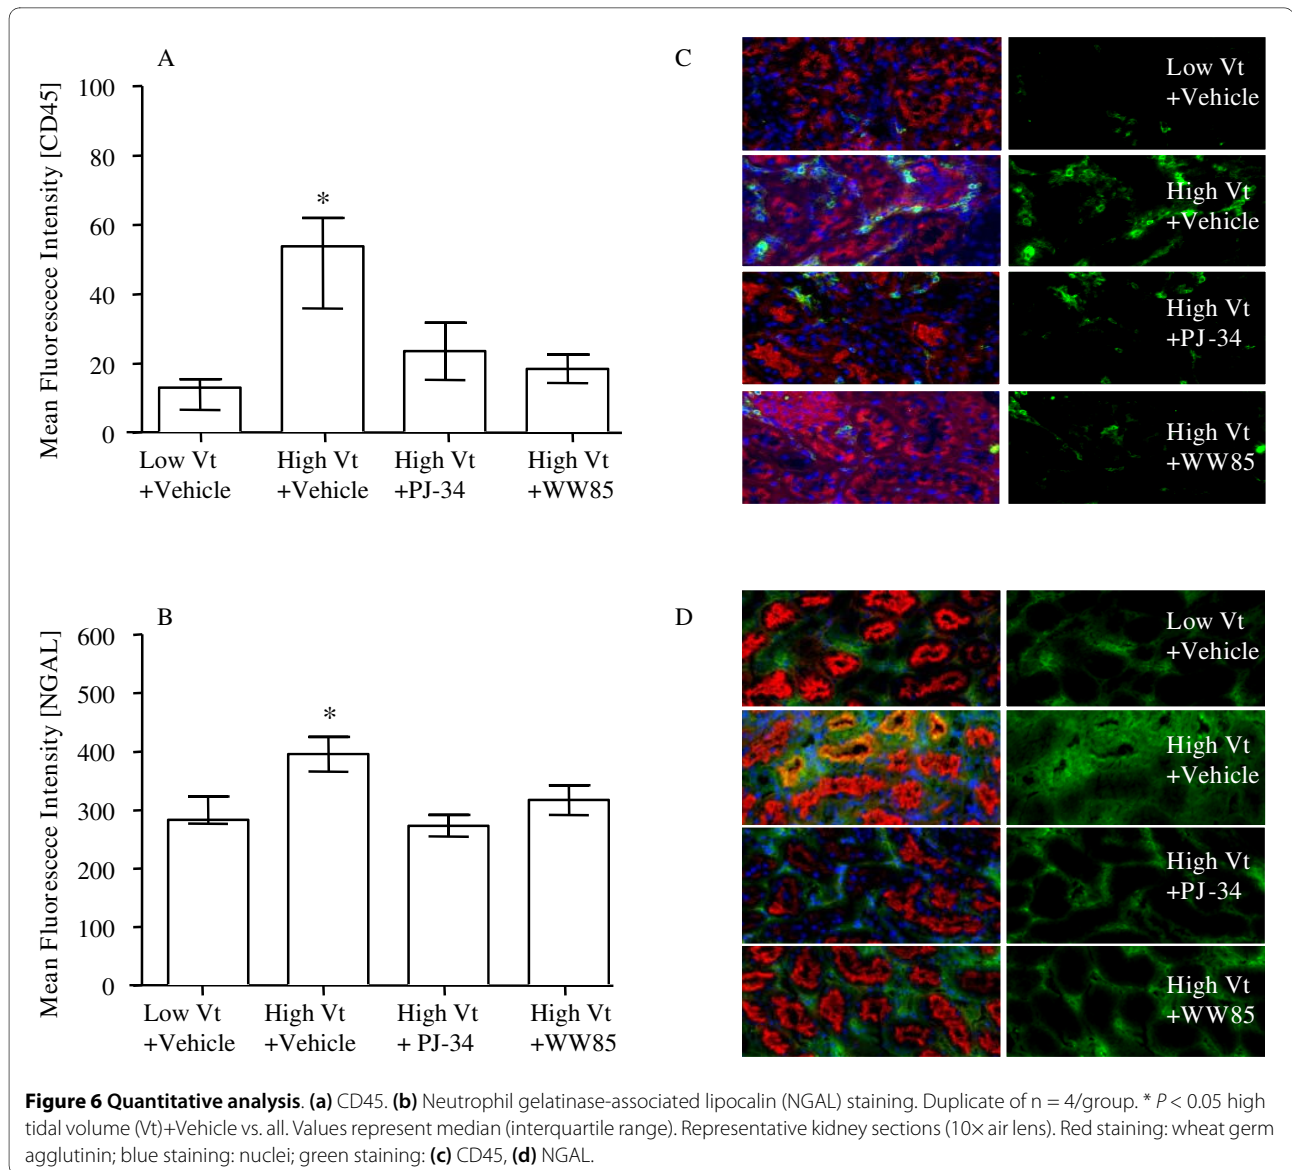 A
Mean Fluorescece Intensity [CD45]
100
80
60
40
20
0
*
Low Vt
+Vehicle
High Vt
+Vehicle
High Vt
+PJ-34
High Vt
+WW85
C
Low Vt
+Vehicle
High Vt
+Vehicle
High Vt
+PJ-34
High Vt
+WW85
B
Mean Fluorescece Intensity [NGAL]
600
500
400
300
200
100
0
*
Low Vt
+Vehicle
High Vt
+Vehicle
High Vt
+ PJ-34
High Vt
+WW85
D
Low Vt
+Vehicle
High Vt
+Vehicle
High Vt
+PJ-34
High Vt
+WW85
Figure 6 Quantitative analysis. (a) CD45. (b) Neutrophil gelatinase-associated lipocalin (NGAL) staining. Duplicate of n = 4/group. * P < 0.05 high
tidal volume (Vt)+Vehicle vs. all. Values represent median (interquartile range). Representative kidney sections (10× air lens). Red staining: wheat germ
agglutinin; blue staining: nuclei; green staining: (c) CD45, (d) NGAL.